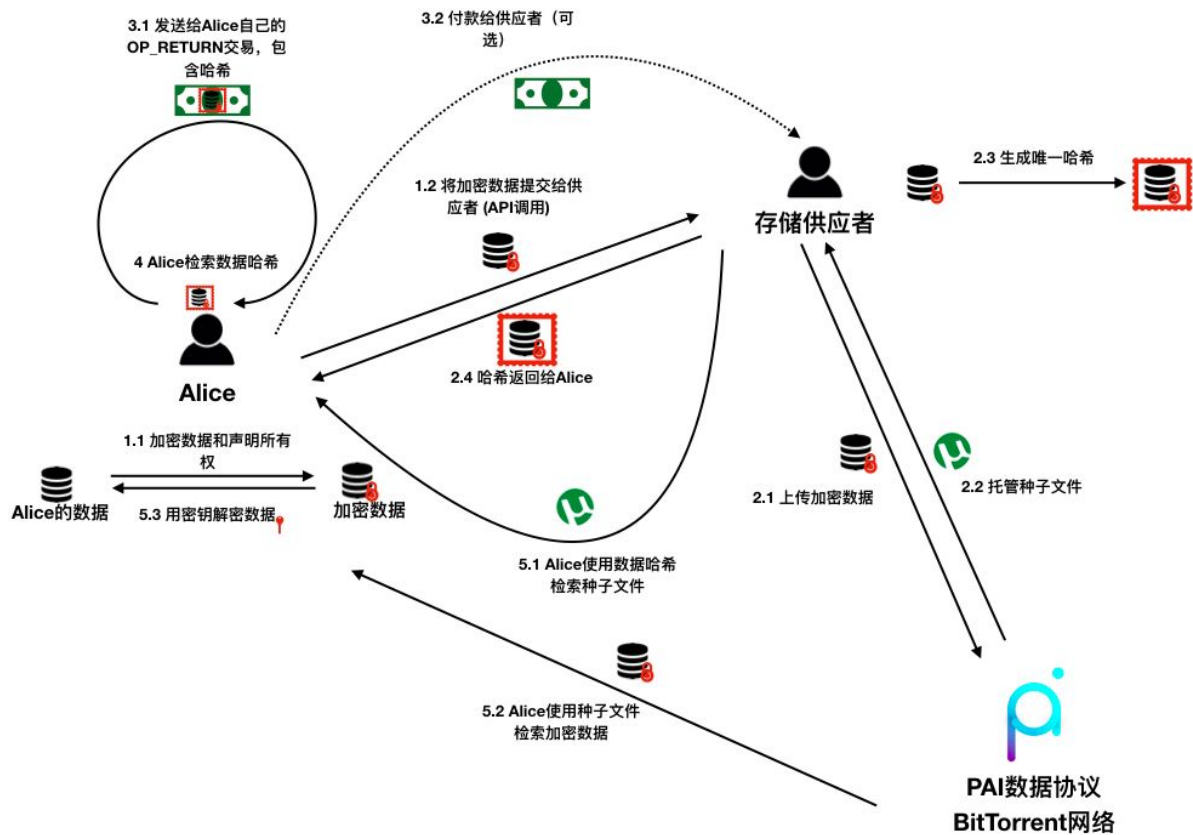 3.1 发送给Alice自己的
OP_RETURN交易，包
含哈希
3.2 付款给供应者（可
选）
1.2 将加密数据提交给供
应者 (API调用)
2.3 生成唯一哈希
存储供应者
4 Alice检索数据哈希
2.4 哈希返回给Alice
Alice
1.1 加密数据和声明所有
权
Alice的数据
加密数据
5.3 用密钥解密数据
2.1 上传加密数据
2.2 托管种子文件
5.1 Alice使用数据哈希
检索种子文件
5.2 Alice使用种子文件
检索加密数据
PAI数据协议
BitTorrent网络